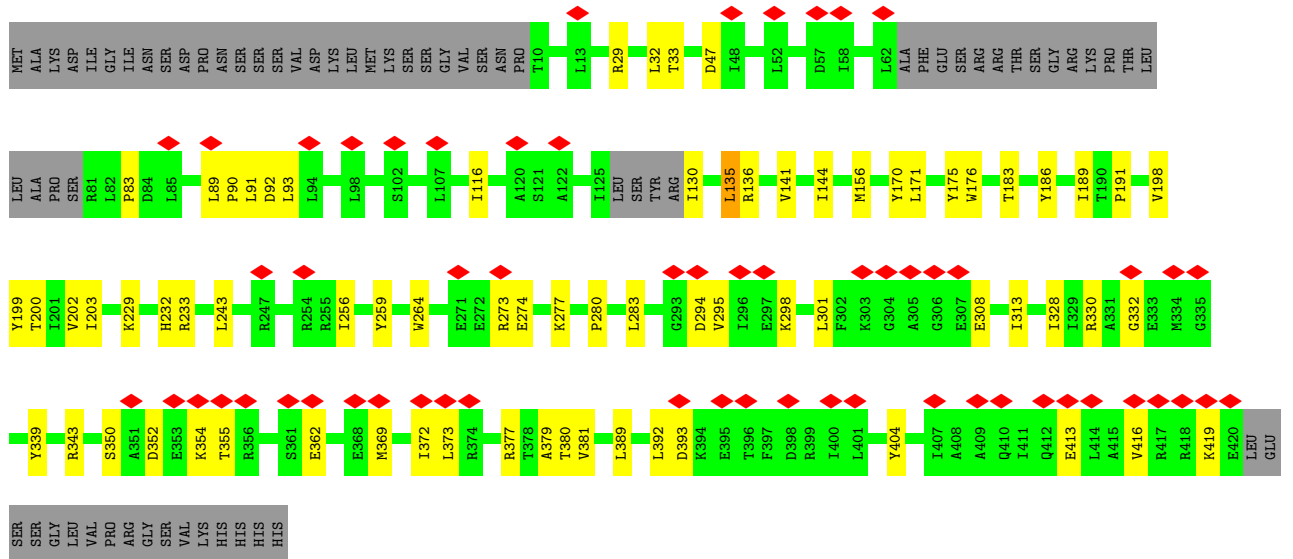 MET ALA LYS ASP ILE GLY ILE ASN SER ASP PRO ASN SER SER SER VAL ASP LYS LEU MET LYS SER SER GLY VAL SER ASN PRO T10 L13 R29 L32 T33 D47 I48 L52 D57 I58 L62 ALA PHE GLU SER ARG ARG THR SER GLY ARG LYS PRO THR LEU
LEU ALA PRO SER R81 L82 P83 D84 L85 L89 P90 L91 D92 L93 L94 L98 S102 L107 I116 A120 S121 A122 I125 LEU SER TYR ARG I130 L135 R136 V141 I144 M156 Y170 L171 Y175 W176 T183 Y186 I189 T190 P191 V198
Y199 T200 I201 V202 I203 K229 H232 R233 L243 R247 R254 R255 I256 Y259 W264 E271 E272 R273 E274 K277 P280 L283 G293 D294 V295 I296 E297 K298 L301 F302 K303 G304 A305 G306 E307 E308 I313 I328 I329 R330 A331 G332 E333 M334 G335
Y339 R343 S350 A351 D352 E353 K354 T355 R356 S361 E362 E368 M369 I372 L373 R374 R377 T378 A379 T380 V381 L389 L392 D393 K394 E395 T396 F397 D398 R399 I400 L401 Y404 I407 A408 A409 Q410 I411 Q412 E413 L414 A415 V416 R417 R418 K419 E420 LEU GLU
SER SER GLY LEU VAL PRO ARG GLY SER VAL LYS HIS HIS HIS HIS